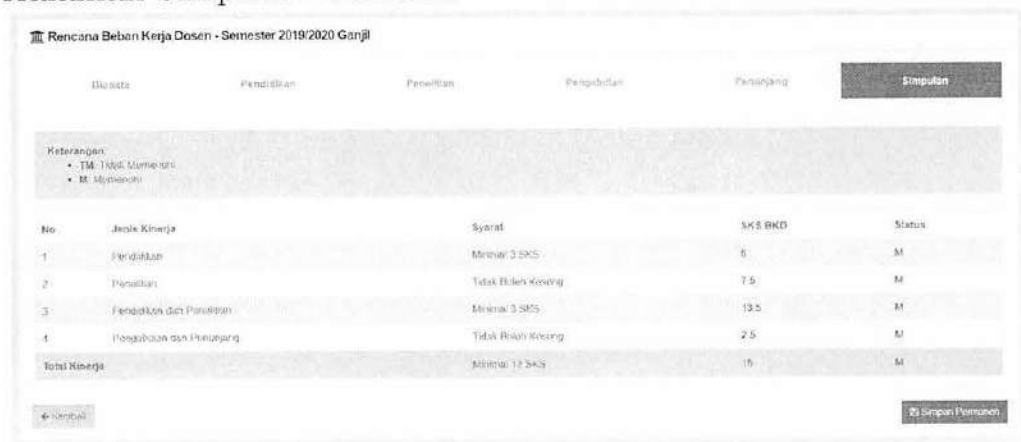 Rencana Beban Kerja Dosen - Semester 2019/2020 Ganjil
Biodata Pendidikan Penelitian Pengabdian Penunjang Simpulan
Keterangan:
• TM: Tidak Memenuhi
• M: Memenuhi
No Jenis Kinerja Syarat SKS BKD Status
1 Pendidikan Minimal 3 SKS 6 M
2 Penelitian Tidak Boleh Kosong 7.5 M
3 Pendidikan dan Penelitian Minimal 3 SKS 13.5 M
4 Pengabdian dan Penunjang Tidak Boleh Kosong 2.5 M
Total Kinerja Minimal 12 SKS M
← Kembali Simpan Permanen